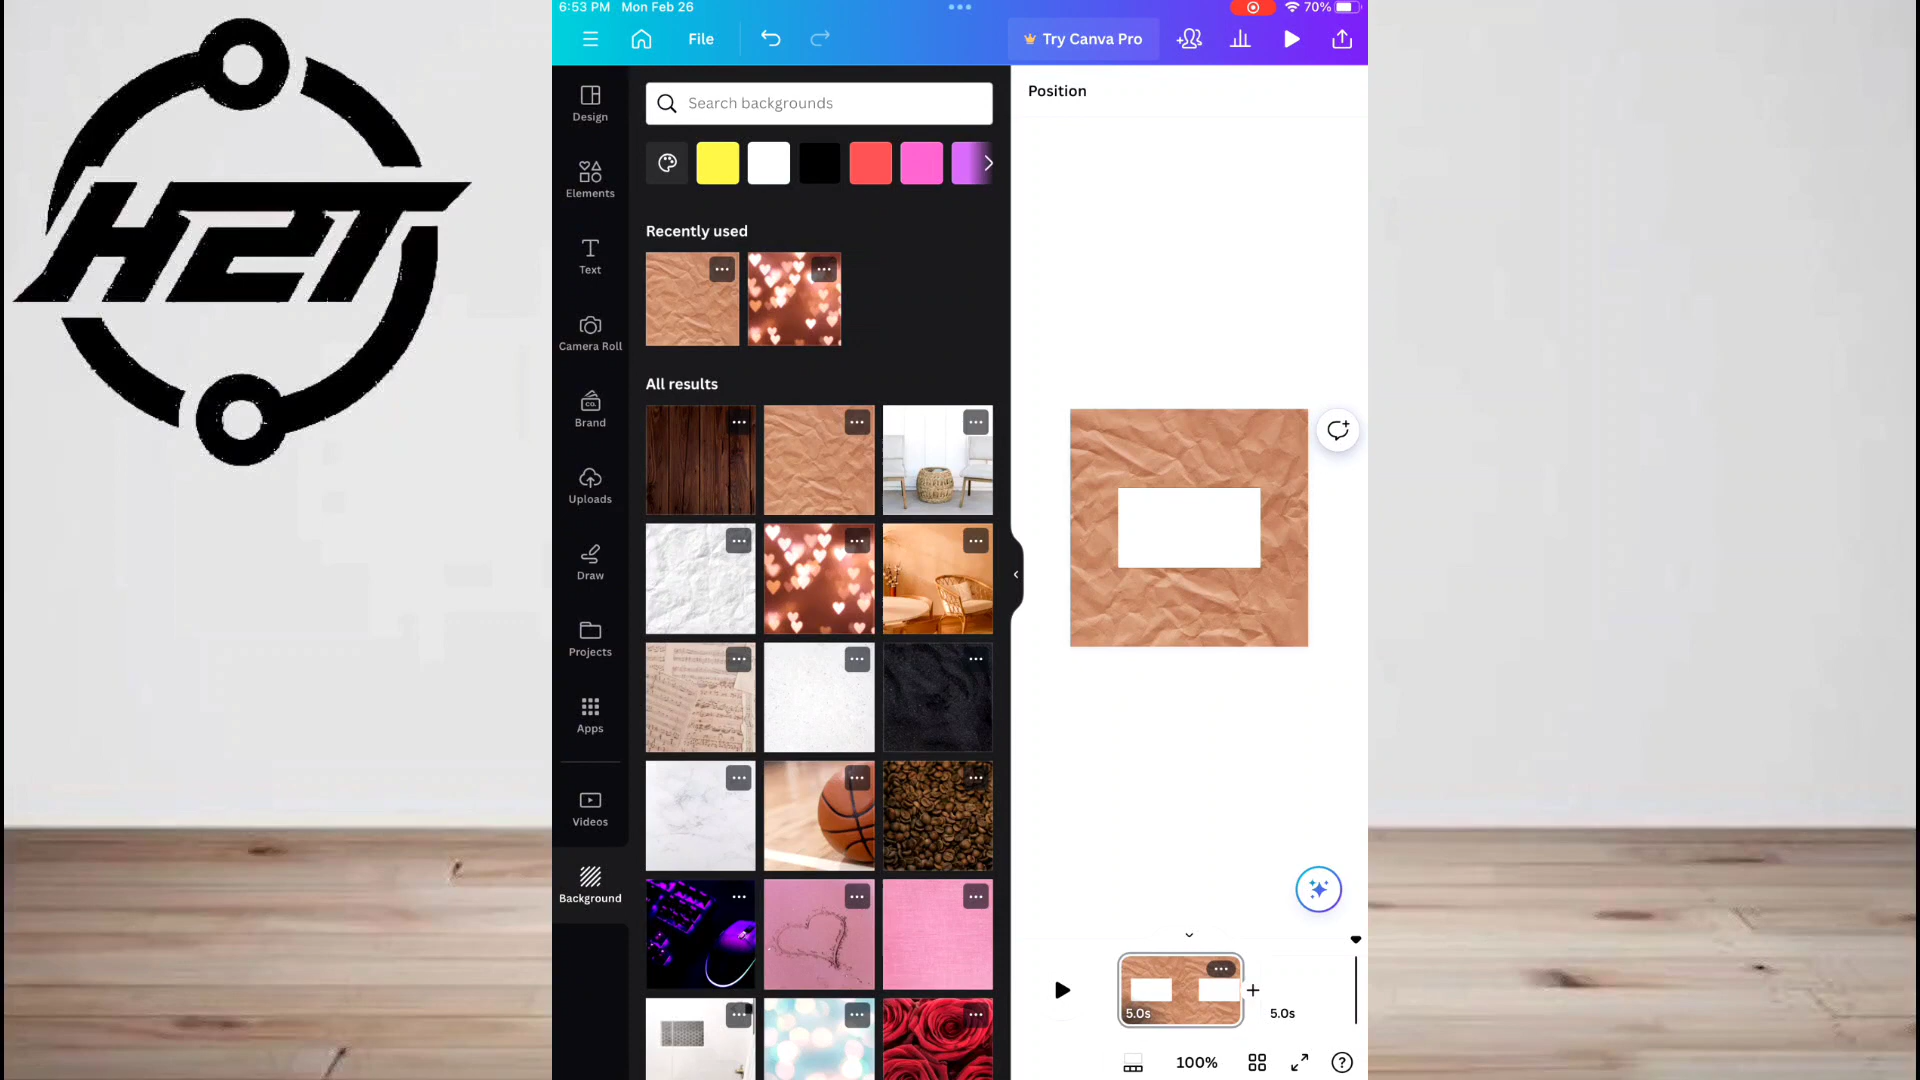 H2T
6:53 PM Mon Feb 26
70%
File
Try Canva Pro
Design
Elements
Text
Camera Roll
CO.
Brand
Uploads
Draw
Projects
Apps
Videos
Background
Search backgrounds
Recently used
All results
Position
5.0s
5.0s
100%
?